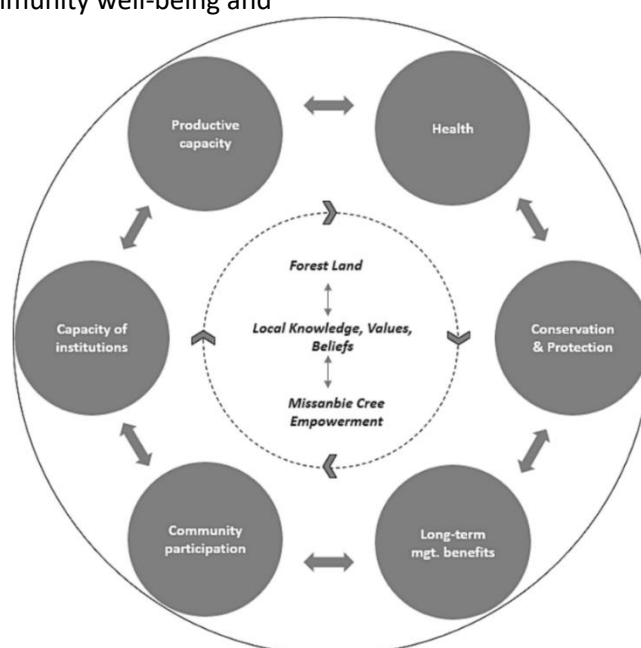 mmunity well-being and
Productive
capacity
Health
Forest Land
Capacity of
institutions
Local Knowledge, Values,
Beliefs
Conservation
& Protection
Missanbie Cree
Empowerment
Community
participation
Long-term
mgt. benefits